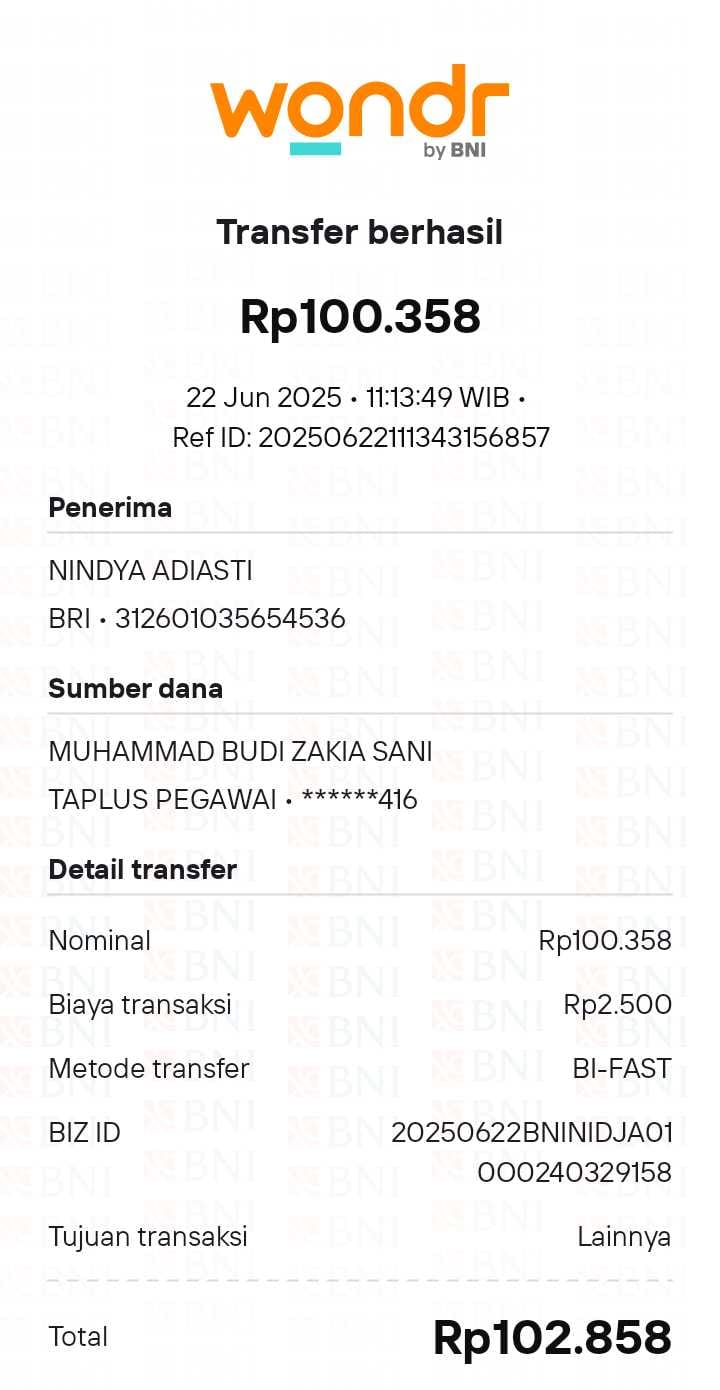 wondr
by BNI
Transfer berhasil
Rp100.358
22 Jun 2025 • 11:13:49 WIB •
Ref ID: 20250622111343156857
Penerima
NINDYA ADIASTI
BRI • 312601035654536
Sumber dana
MUHAMMAD BUDI ZAKIA SANI
TAPLUS PEGAWAI • ******416
Detail transfer
Nominal Rp100.358
Biaya transaksi Rp2.500
Metode transfer BI-FAST
BIZ ID 20250622BNINIDJA01
000240329158
Tujuan transaksi Lainnya
Total Rp102.858